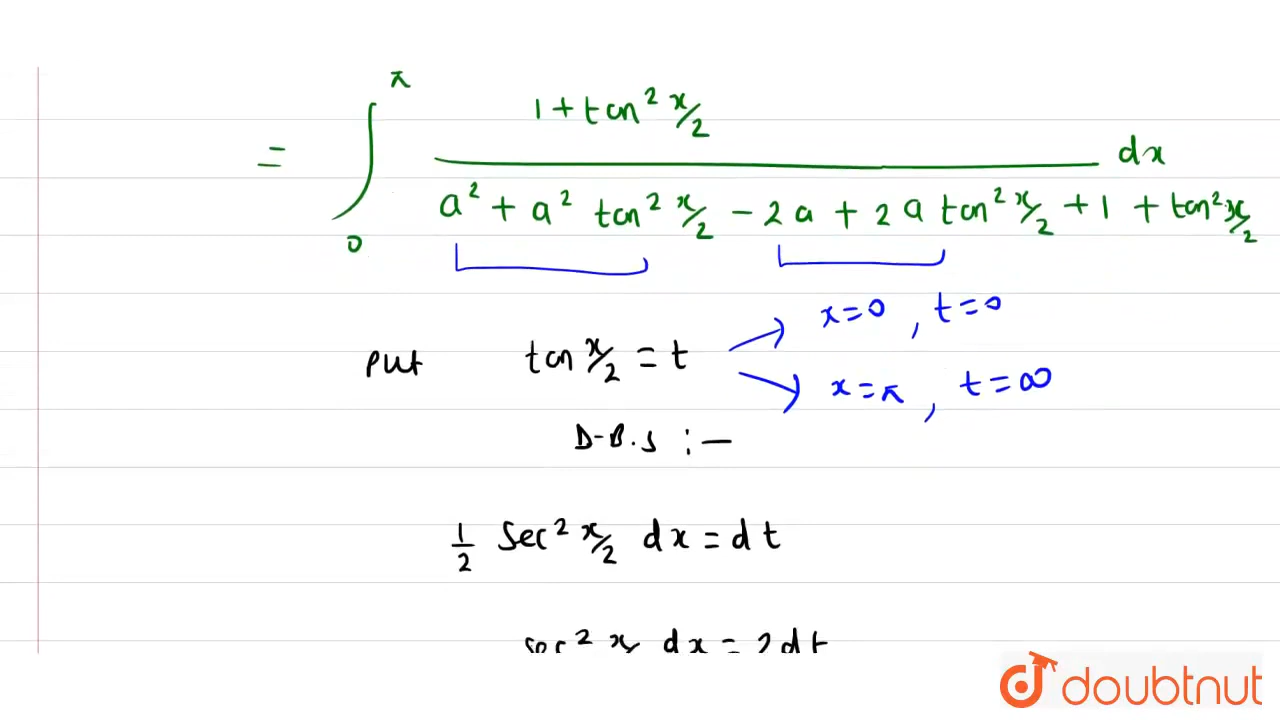 = ∫₀^π (1 + tan² x/2) / (a² + a² tan² x/2 − 2a + 2a tan² x/2 + 1 + tan² x/2) dx
put tan x/2 = t
x=0, t=0
x=π, t=∞
D-B.S :—
1/2 sec² x/2 dx = dt
sec² x/2 dx = 2dt
doubtnut